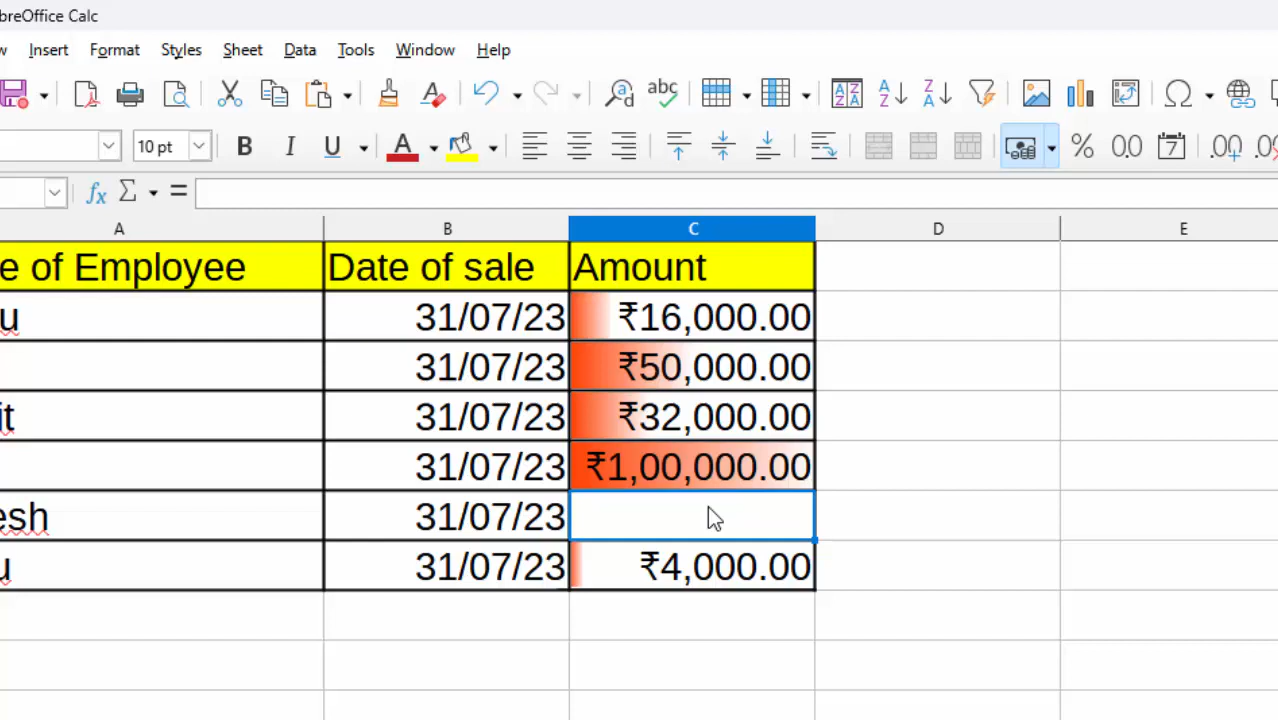 breOffice Calc
w Insert Format Styles Sheet Data Tools Window Help
10 pt B I U A % 0.0
fx Σ =
A B C D E
e of Employee Date of sale Amount
u 31/07/23 ₹16,000.00
31/07/23 ₹50,000.00
it 31/07/23 ₹32,000.00
31/07/23 ₹1,00,000.00
esh 31/07/23
u 31/07/23 ₹4,000.00